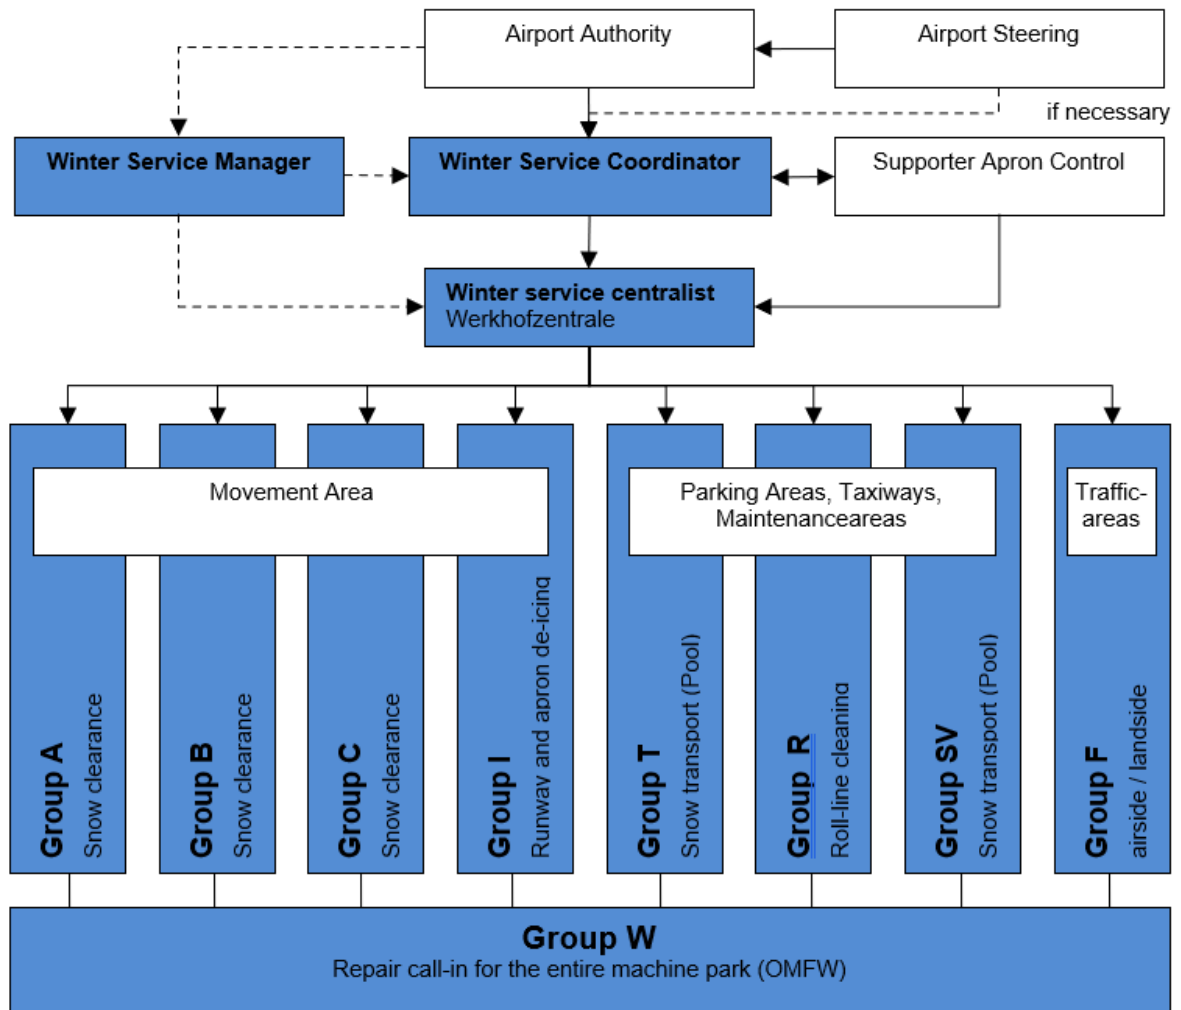 Airport Authority
Airport Steering
if necessary
Winter Service Manager
Winter Service Coordinator
Supporter Apron Control
Winter service centralist
Werkhofzentrale
Movement Area
Parking Areas, Taxiways,
Maintenanceareas
Traffic-
areas
Group A
Snow clearance
Group B
Snow clearance
Group C
Snow clearance
Group I
Runway and apron de-icing
Group T
Snow transport (Pool)
Group R
Roll-line cleaning
Group SV
Snow transport (Pool)
Group F
airside / landside
Group W
Repair call-in for the entire machine park (OMFW)